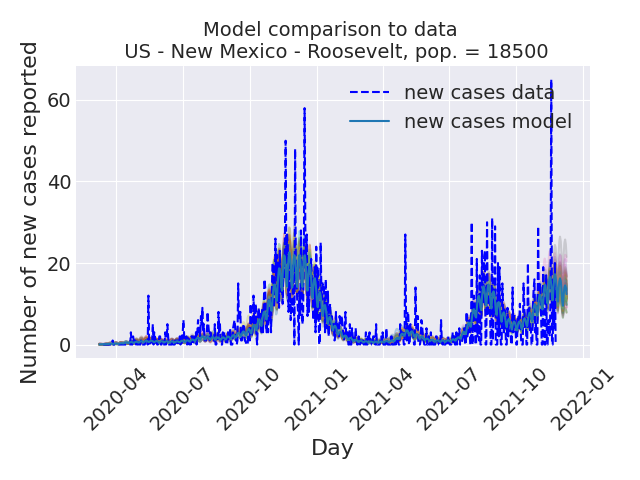 Model comparison to data
US - New Mexico - Roosevelt, pop. = 18500
new cases data
new cases model
Number of new cases reported
60
40
20
0
2020-04
2020-07
2020-10
2021-01
2021-04
2021-07
2021-10
2022-01
Day